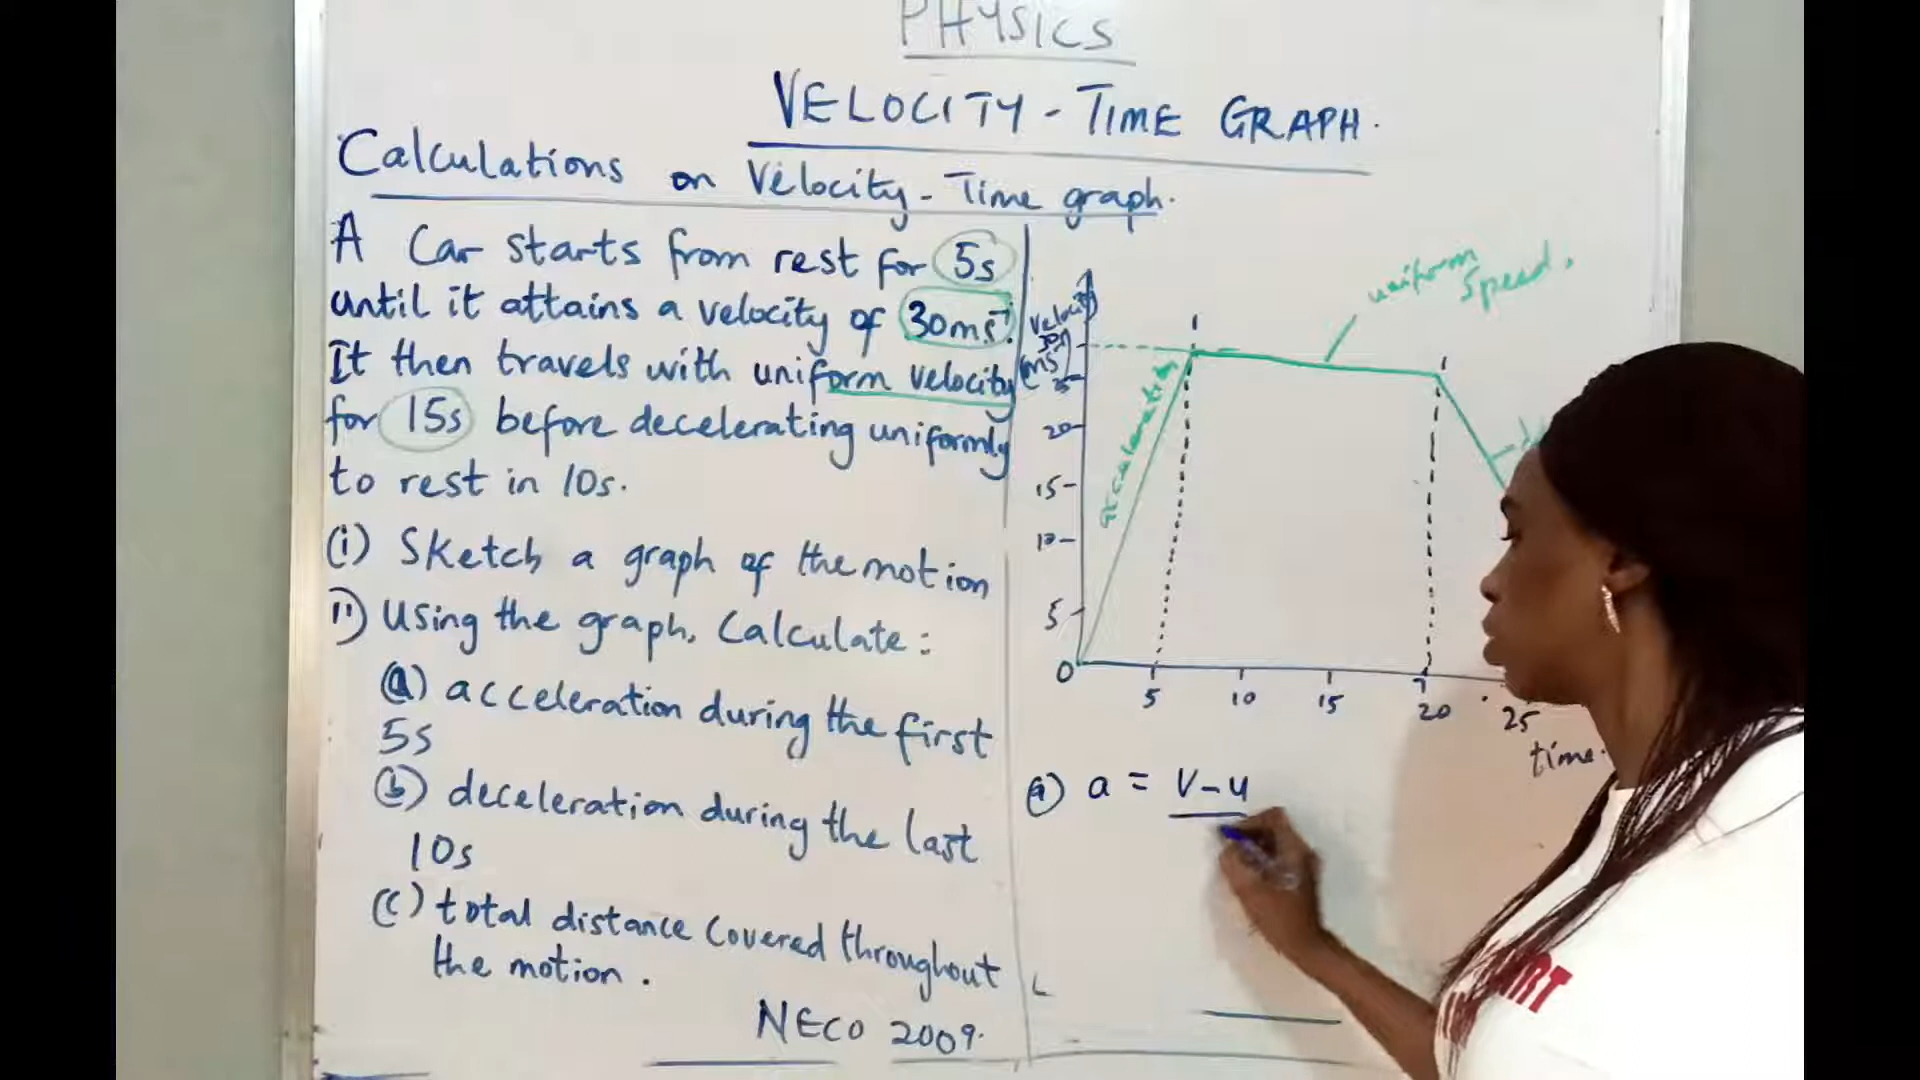 PHYSICS
VELOCITY - TIME GRAPH.
Calculations on Velocity - Time graph.
A Car starts from rest for 5s
until it attains a velocity of 30ms⁻¹.
It then travels with uniform velocity
for 15s before decelerating uniformly
to rest in 10s.
(i) Sketch a graph of the motion
ii) Using the graph, Calculate:
(a) acceleration during the first
5s
(b) deceleration during the last
10s
(c) total distance covered throughout
the motion.
NECO 2009.
uniform
Speed.
velocity
30
25
20
15
10
5
0
acceleration
5 10 15 20 25
time
(a) a = v - u